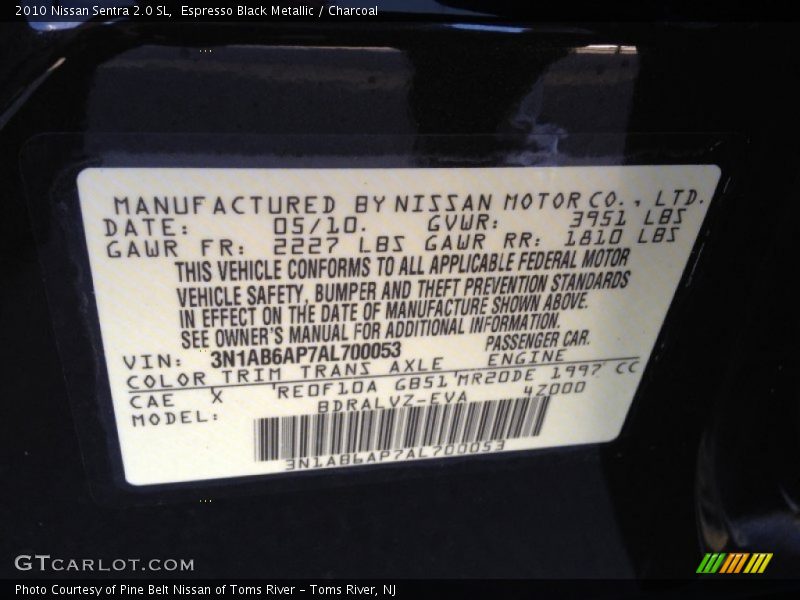 2010 Nissan Sentra 2.0 SL,  Espresso Black Metallic / Charcoal
MANUFACTURED BY NISSAN MOTOR CO., LTD.
DATE: 05/10. GVWR: 3951 LBS
GAWR FR: 2227 LBS GAWR RR: 1810 LBS
THIS VEHICLE CONFORMS TO ALL APPLICABLE FEDERAL MOTOR
VEHICLE SAFETY, BUMPER AND THEFT PREVENTION STANDARDS
IN EFFECT ON THE DATE OF MANUFACTURE SHOWN ABOVE.
SEE OWNER'S MANUAL FOR ADDITIONAL INFORMATION.
VIN: 3N1AB6AP7AL700053 PASSENGER CAR.
COLOR TRIM TRANS AXLE ENGINE
CAE X REOF10A GB51 MR20DE 1997 CC
MODEL: BDRALVZ-EVA 4Z000
3N1AB6AP7AL700053
GTCARLOT.COM
Photo Courtesy of Pine Belt Nissan of Toms River – Toms River, NJ